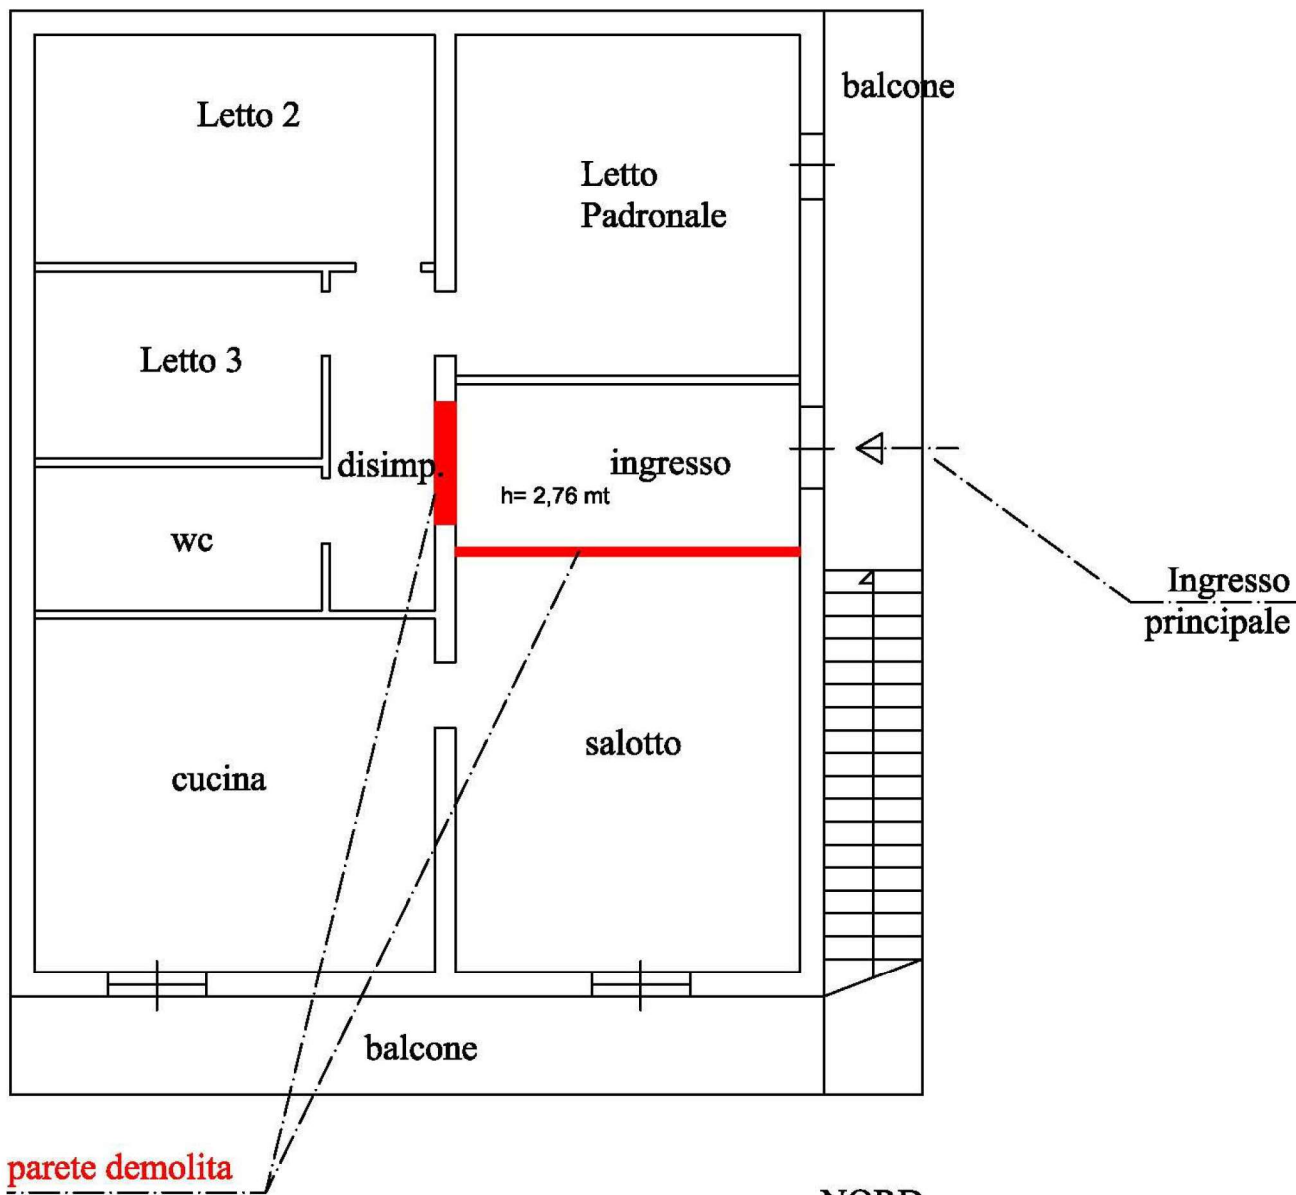 balcone
Letto 2
Letto
Padronale
Letto 3
disimp.
ingresso
h= 2,76 mt
wc
Ingresso
principale
salotto
cucina
balcone
parete demolita
NORD